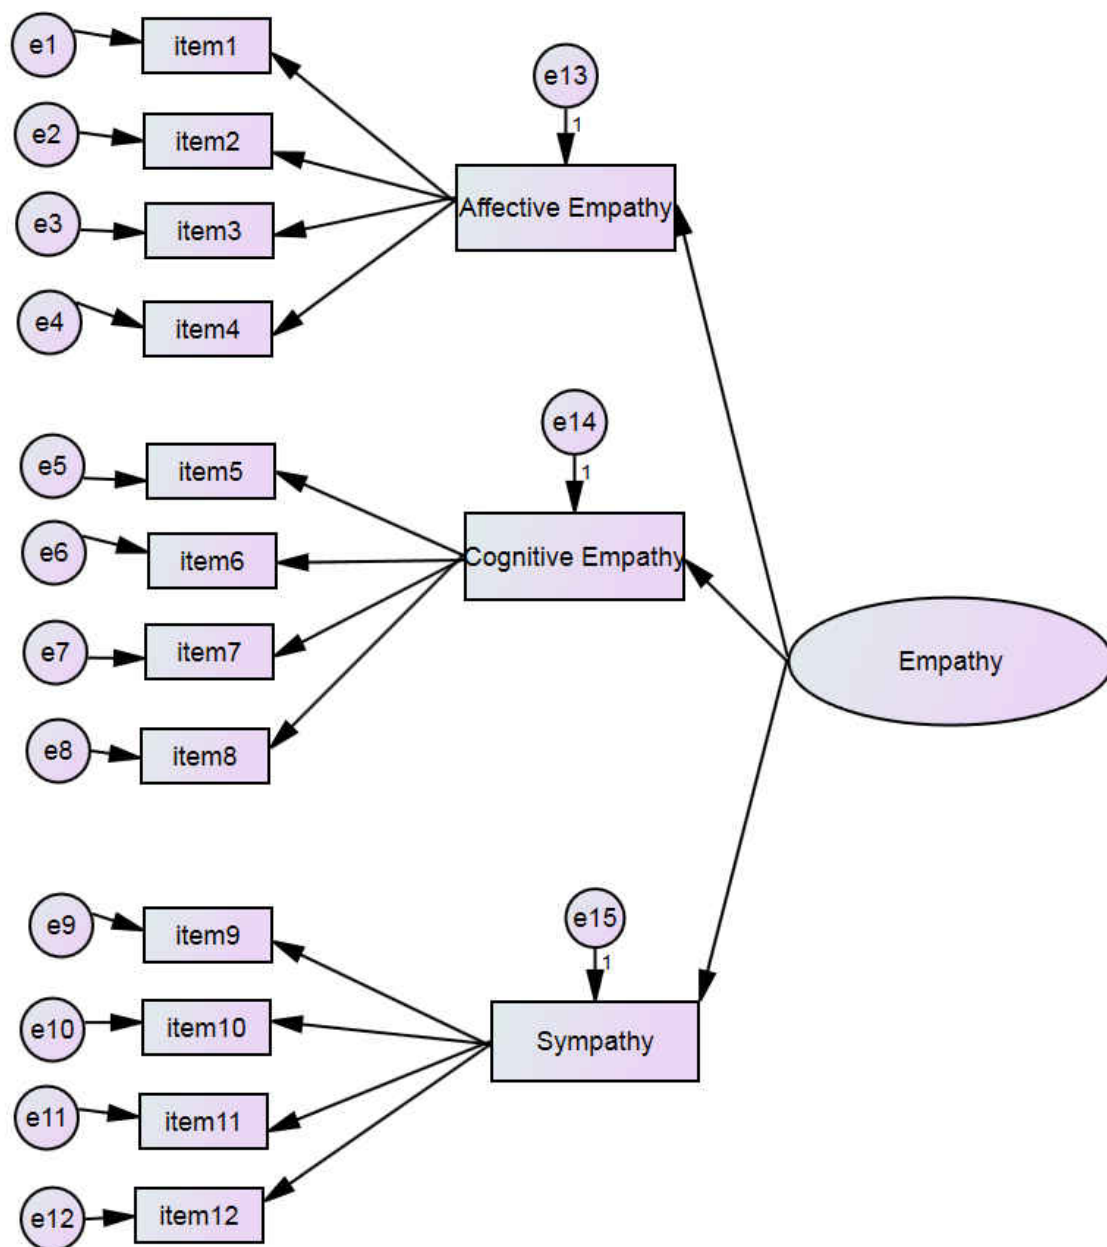 e1
item1
e13
1
e2
item2
Affective Empathy
e3
item3
e4
item4
e14
1
e5
item5
e6
item6
Cognitive Empathy
e7
item7
Empathy
e8
item8
e9
item9
e15
1
e10
item10
Sympathy
e11
item11
e12
item12